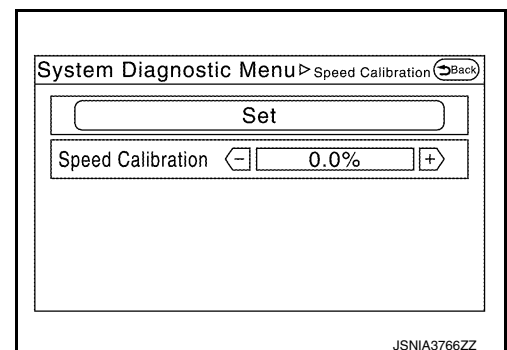 System Diagnostic Menu▷ Speed Calibration Back
Set
Speed Calibration - 0.0% +
JSNIA3766ZZ